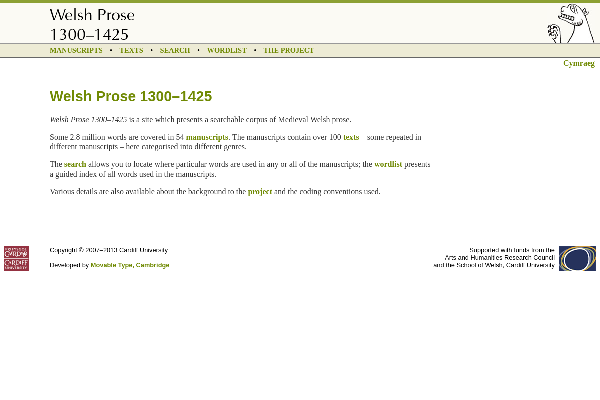 Welsh Prose
1300–1425
MANUSCRIPTS • TEXTS • SEARCH • WORDLIST • THE PROJECT
Cymraeg
Welsh Prose 1300–1425
Welsh Prose 1300–1425 is a site which presents a searchable corpus of Medieval Welsh prose.
Some 2.8 million words are covered in 54 manuscripts. The manuscripts contain over 100 texts – some repeated in
different manuscripts – here categorised into different genres.
The search allows you to locate where particular words are used in any or all of the manuscripts; the wordlist presents
a guided index of all words used in the manuscripts.
Various details are also available about the background to the project and the coding conventions used.
CARDIFF
UNIVERSITY
Copyright © 2007–2013 Cardiff University
Developed by Movable Type, Cambridge
Supported with funds from the
Arts and Humanities Research Council
and the School of Welsh, Cardiff University